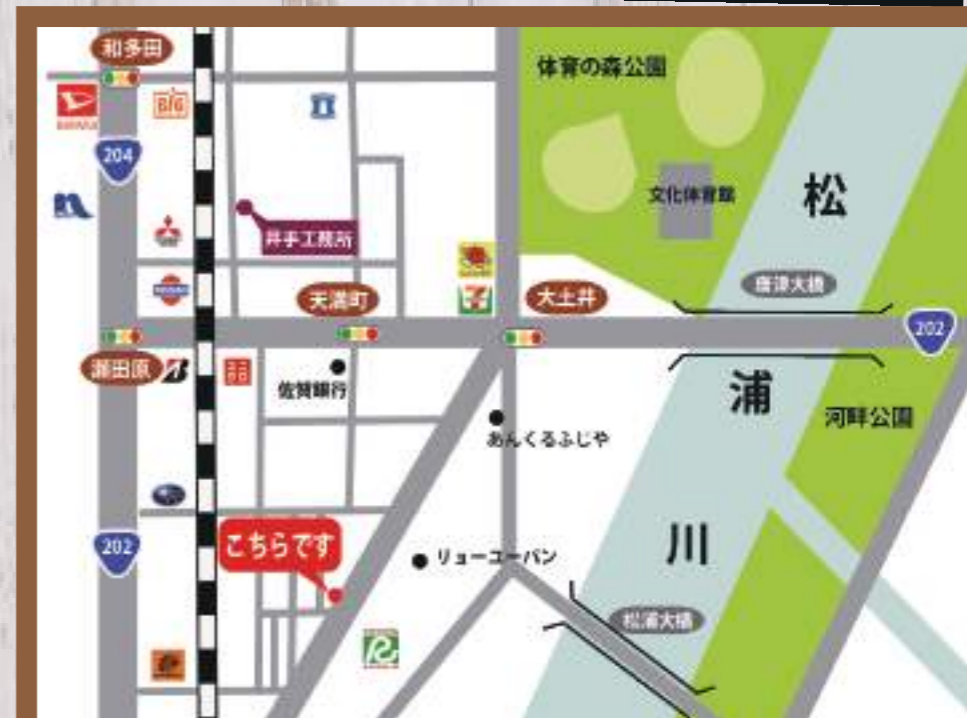 和多田
体育の森公園
BIG
204
文化体育館
松
井手工務所
唐津大橋
天満町
大土井
7
202
瀬田原
B
佐賀銀行
浦
河畔公園
あんくるふじや
川
こちらです
202
リューユーパン
松浦大橋
R